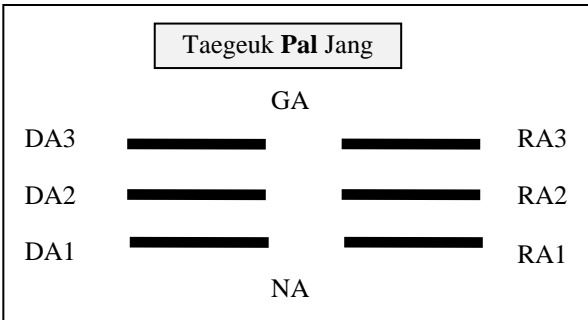 Taegeuk Pal Jang
GA
DA3 RA3
DA2 RA2
DA1 RA1
NA